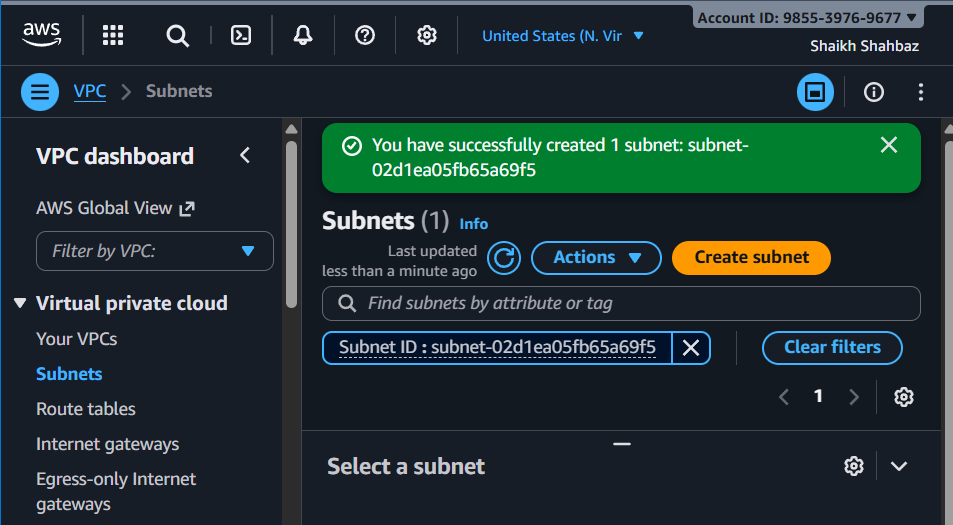 aws
United States (N. Vir
Account ID: 9855-3976-9677
Shaikh Shahbaz
VPC
Subnets
VPC dashboard
AWS Global View
Filter by VPC:
Virtual private cloud
Your VPCs
Subnets
Route tables
Internet gateways
Egress-only Internet
gateways
You have successfully created 1 subnet: subnet-
02d1ea05fb65a69f5
Subnets (1) Info
Last updated
less than a minute ago
Actions
Create subnet
Find subnets by attribute or tag
Subnet ID : subnet-02d1ea05fb65a69f5
Clear filters
1
Select a subnet